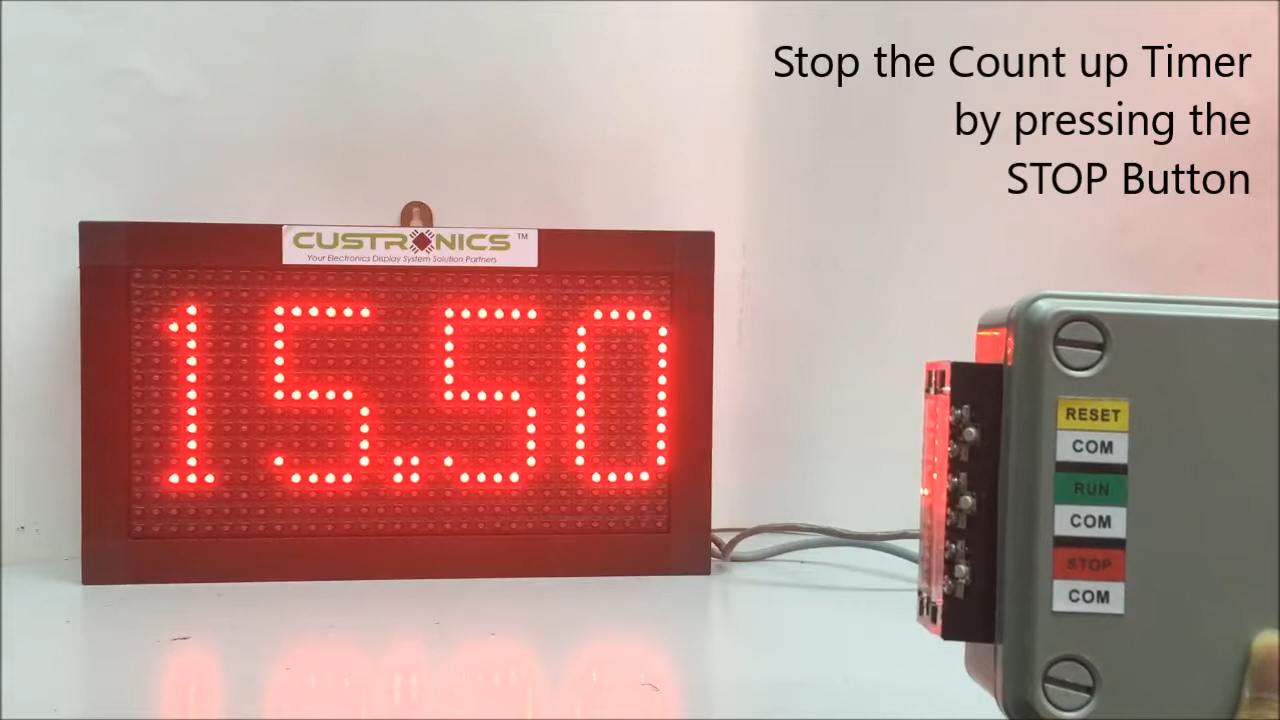 Stop the Count up Timer
by pressing the
STOP Button
CUSTRONICS TM
Your Electronics Display System Solution Partners
15.50
RESET
COM
RUN
COM
STOP
COM